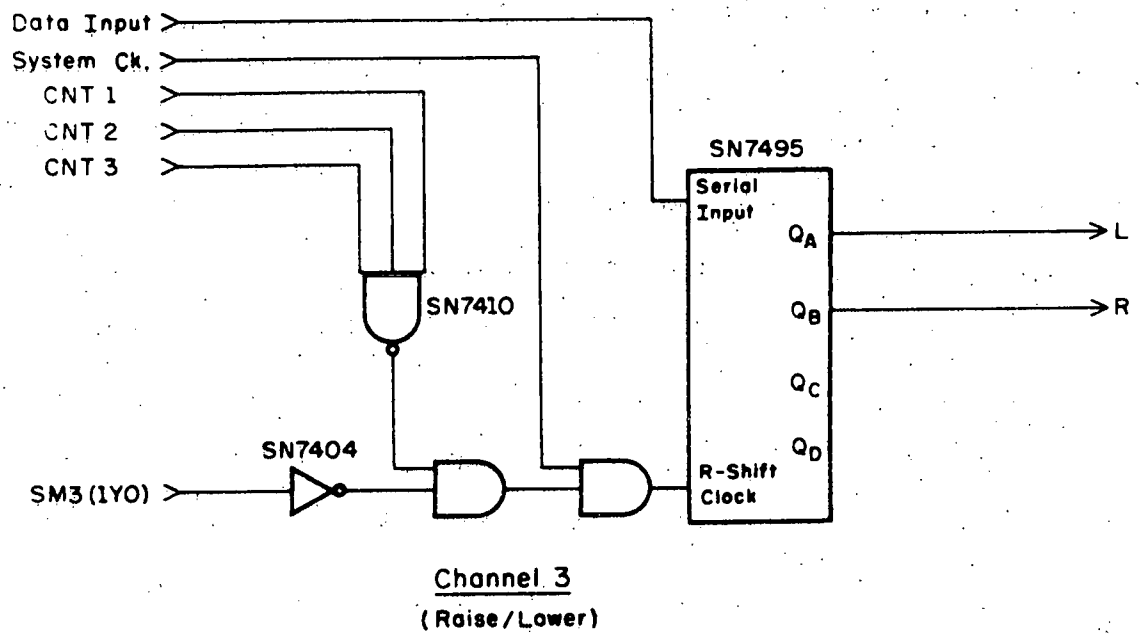 Data Input
System Ck.
CNT 1
CNT 2
CNT 3
SN7495
Serial
Input
QA
L
SN7410
QB
R
QC
SN7404
QD
SM3 (1Y0)
R-Shift
Clock
Channel 3
(Raise/Lower)